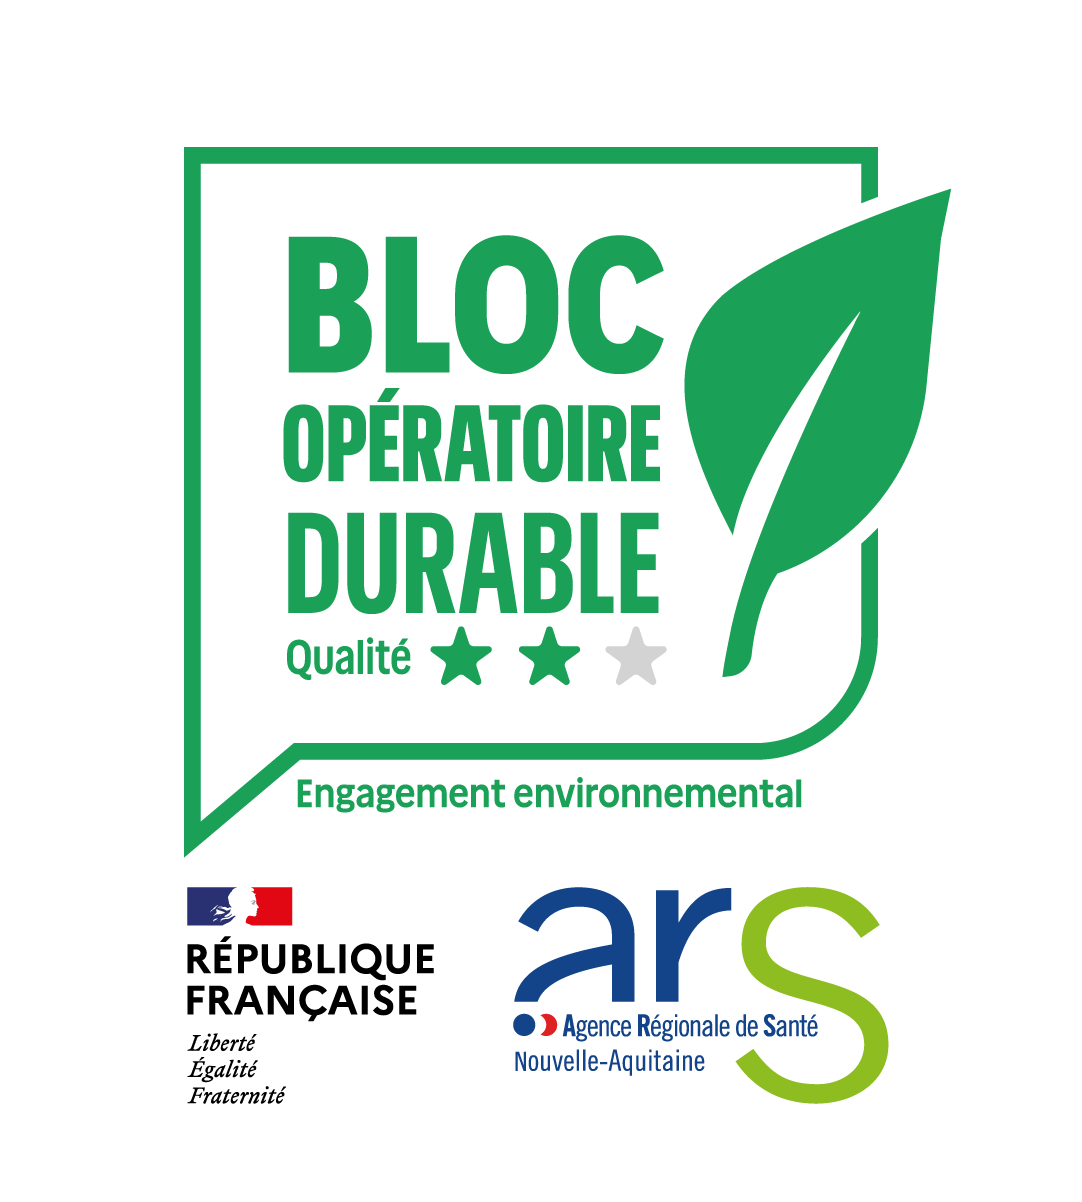 BLOC
OPÉRATOIRE
DURABLE
Qualité
Engagement environnemental
RÉPUBLIQUE
FRANÇAISE
Liberté
Égalité
Fraternité
ars
Agence Régionale de Santé
Nouvelle-Aquitaine